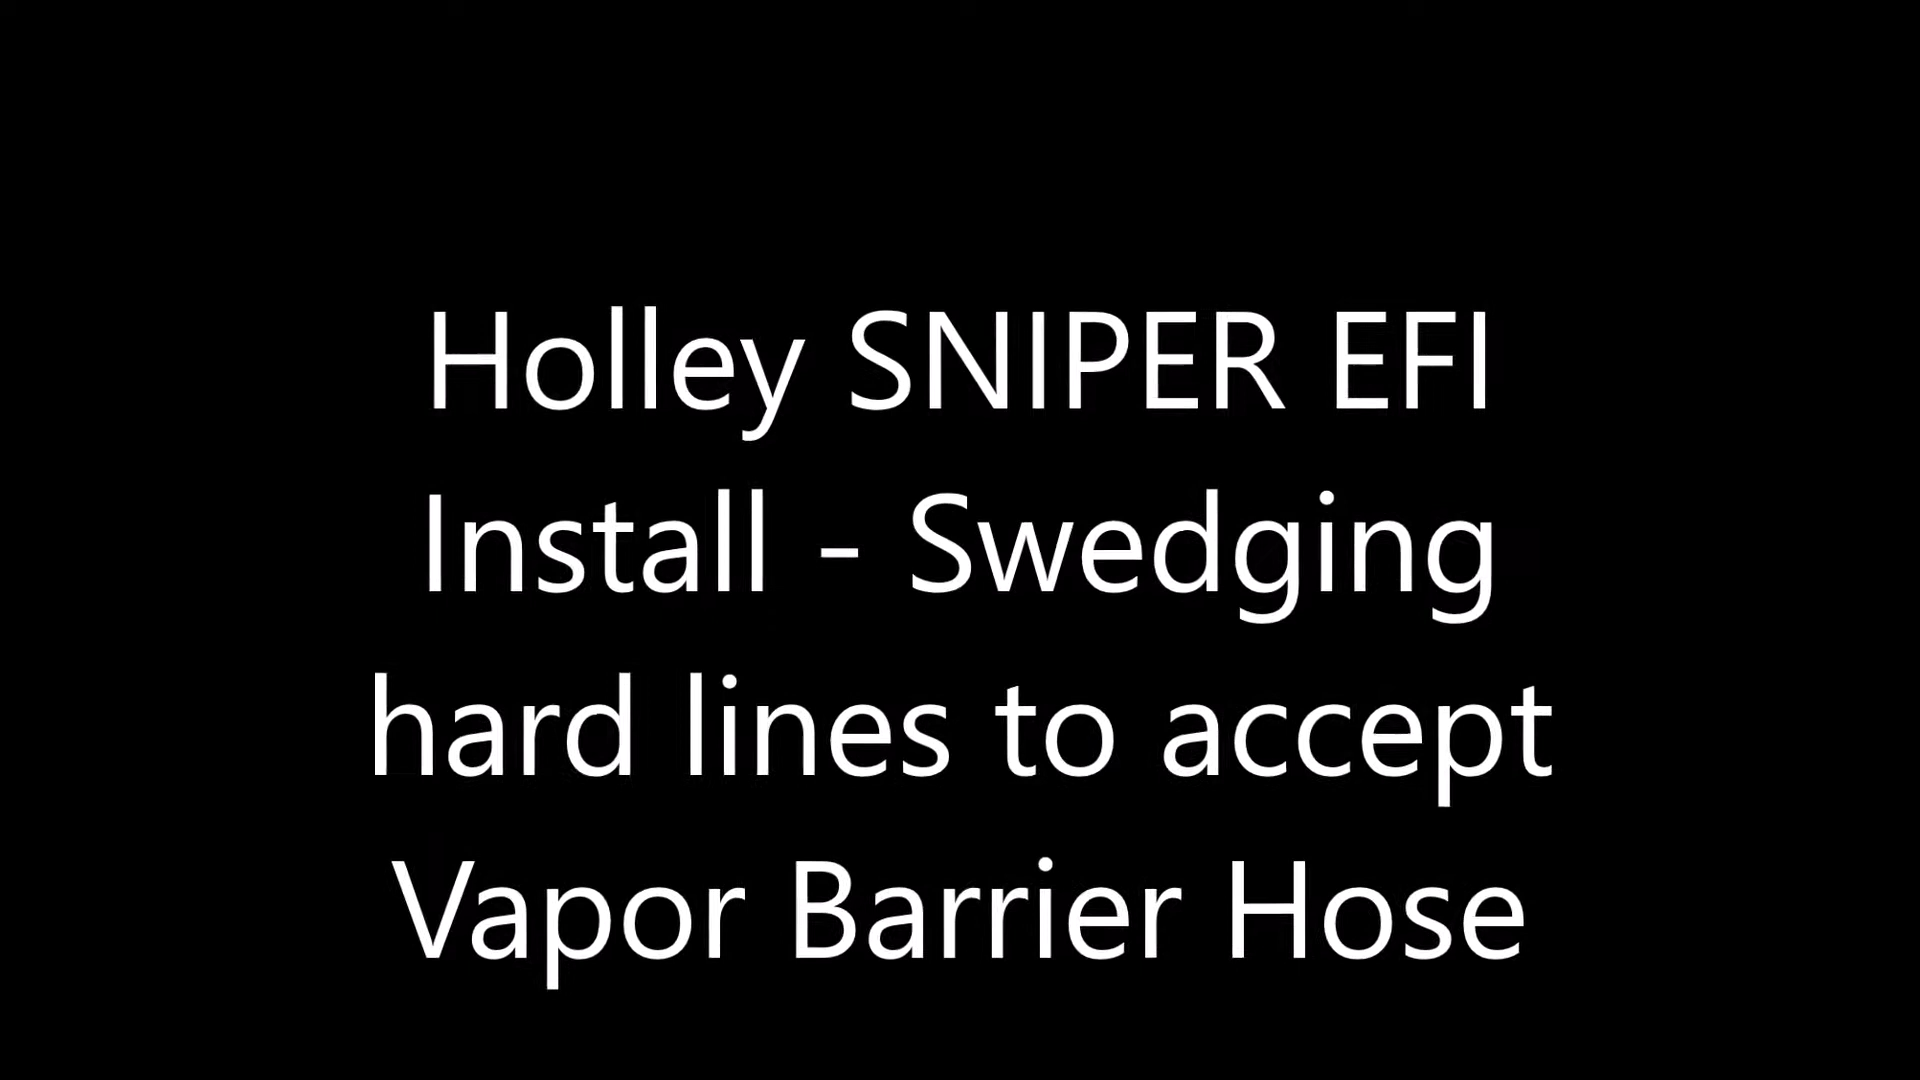 Holley SNIPER EFI
Install - Swedging
hard lines to accept
Vapor Barrier Hose